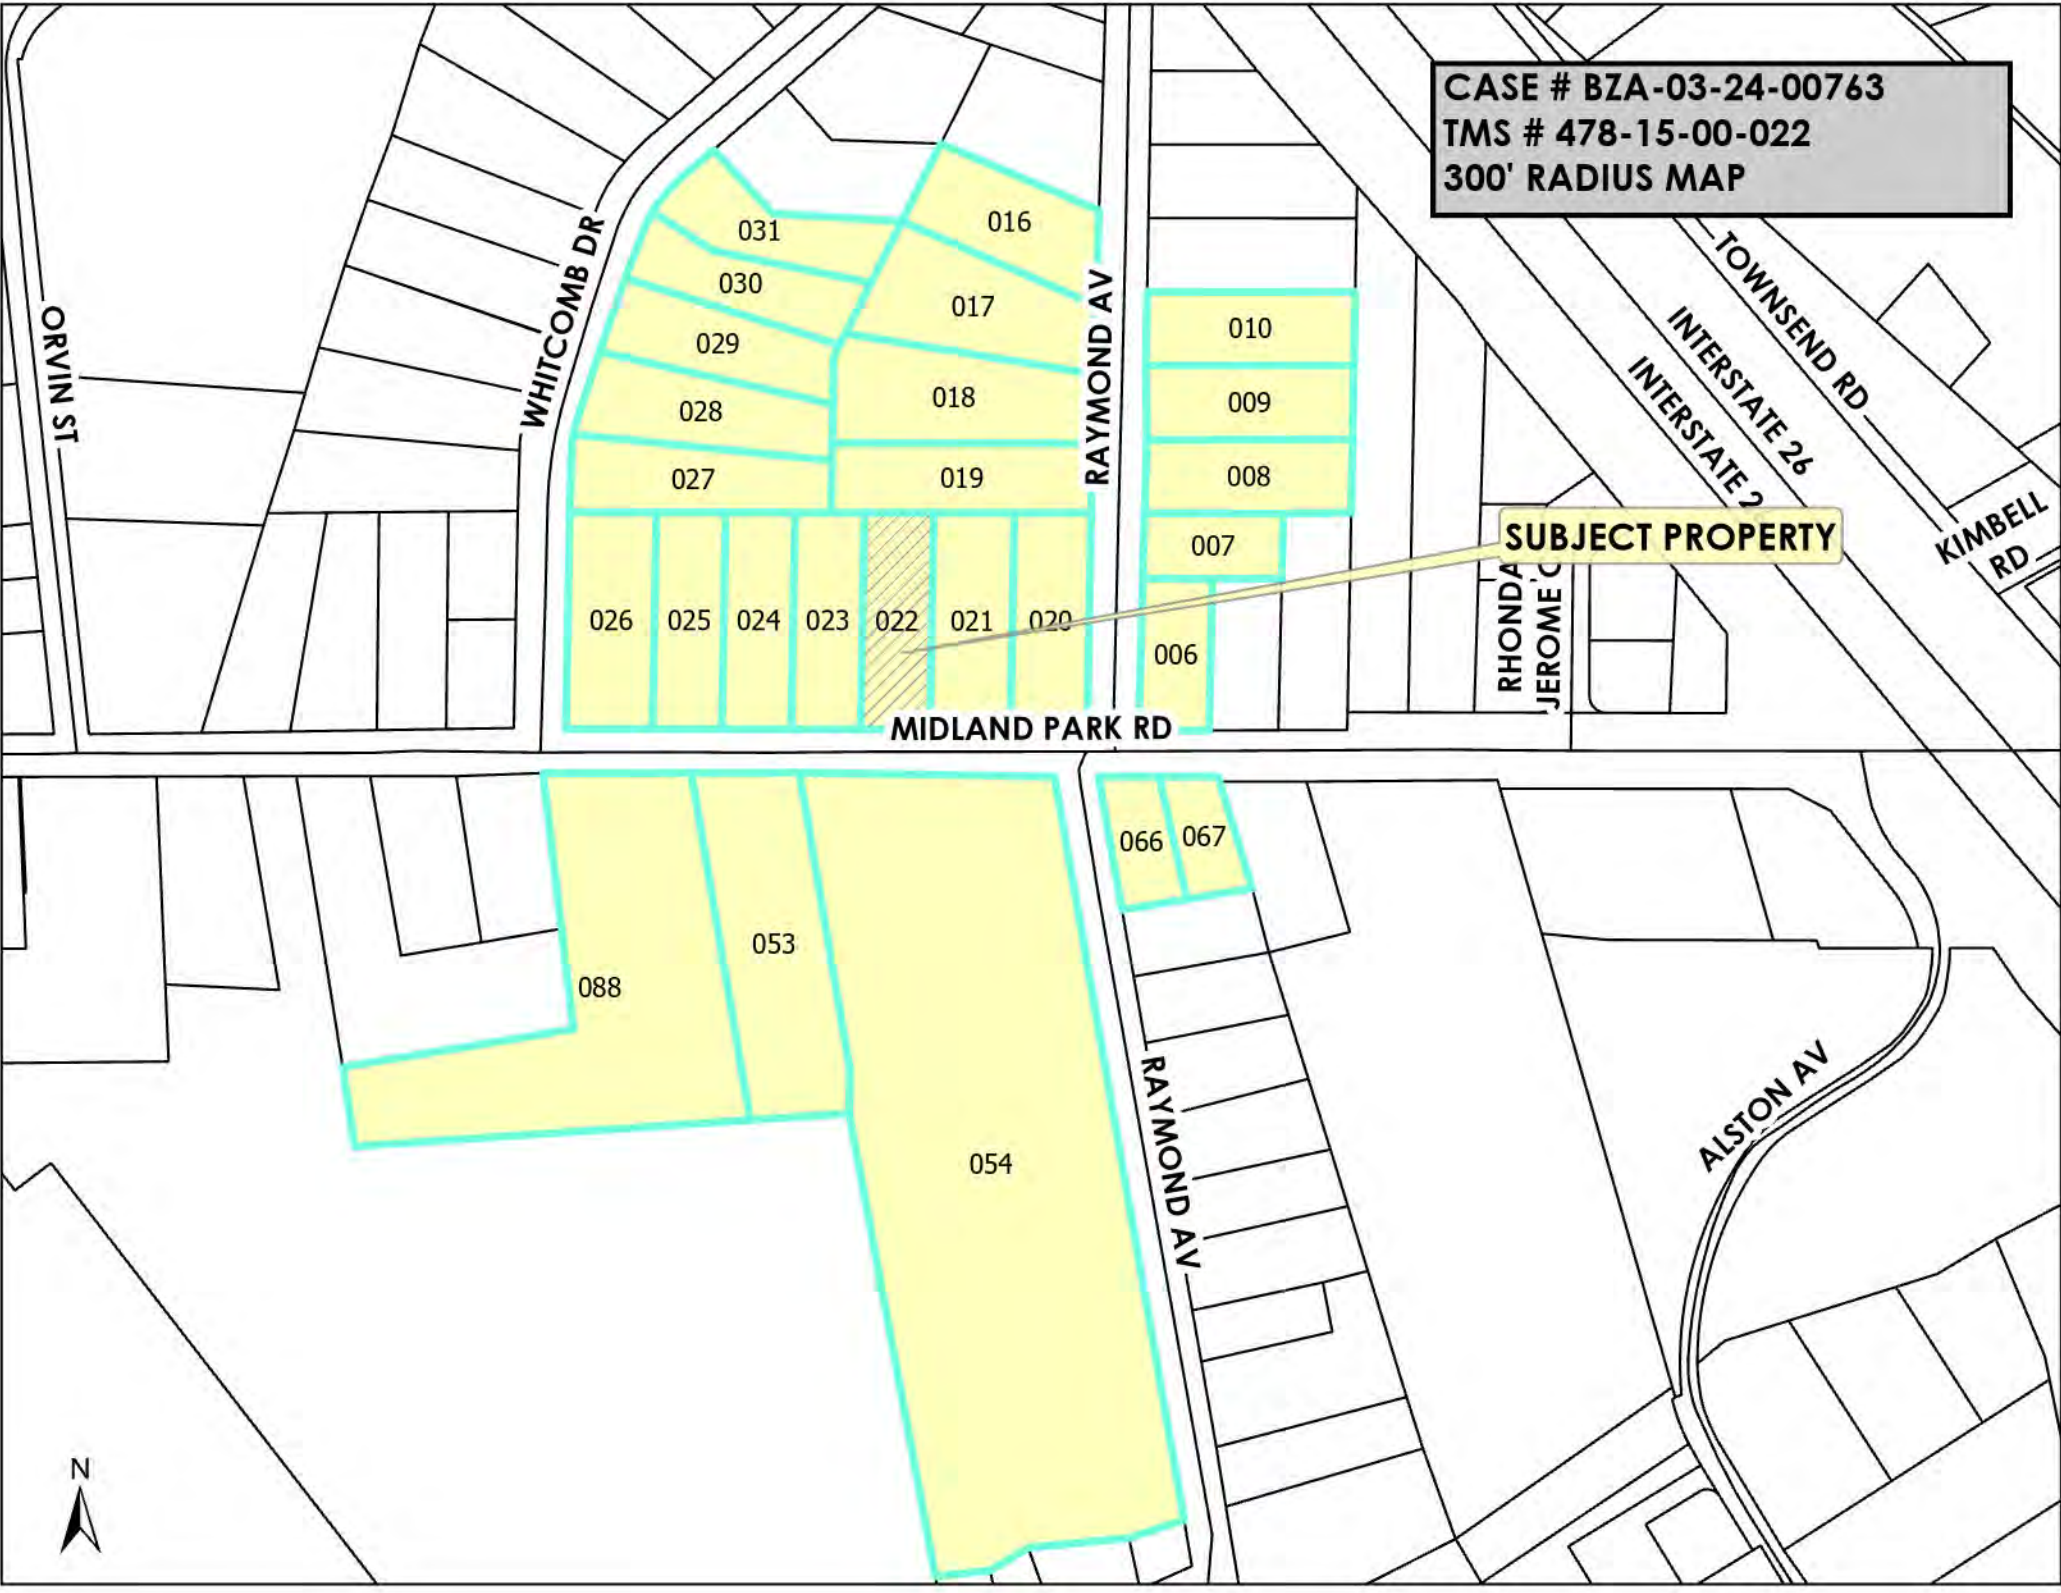 CASE # BZA-03-24-00763
TMS # 478-15-00-022
300' RADIUS MAP
ORVIN ST
WHITCOMB DR
RAYMOND AV
TOWNSEND RD
INTERSTATE 26
INTERSTATE 2
KIMBELL
RD
SUBJECT PROPERTY
RHONDA
JEROME C
MIDLAND PARK RD
RAYMOND AV
ALSTON AV
031
016
030
017
010
029
009
018
028
008
027
019
007
026
025
024
023
022
021
020
006
066
067
053
088
054
N